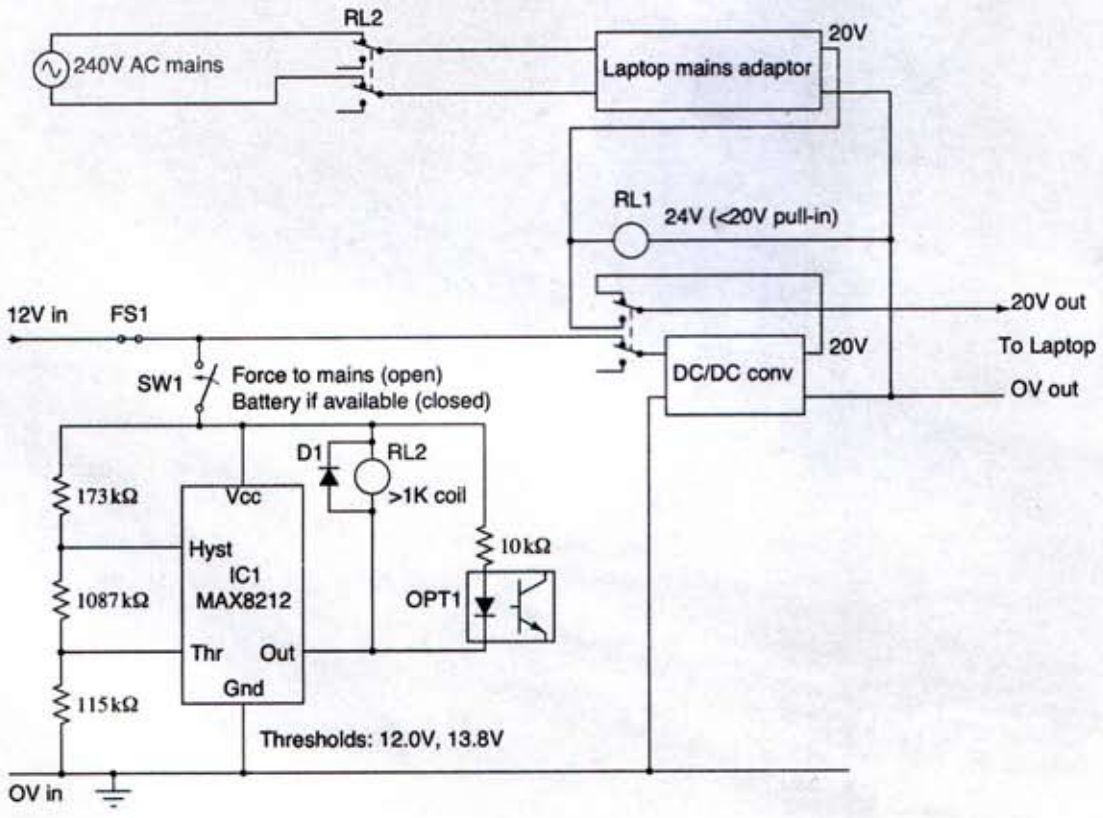 RL2
240V AC mains
Laptop mains adaptor
20V
RL1
24V (<20V pull-in)
12V in
FS1
20V out
20V
To Laptop
DC/DC conv
OV out
SW1
Force to mains (open)
Battery if available (closed)
D1
RL2
>1K coil
173kΩ
Vcc
Hyst
10kΩ
IC1
MAX8212
1087kΩ
OPT1
Thr
Out
Gnd
115kΩ
Thresholds: 12.0V, 13.8V
OV in